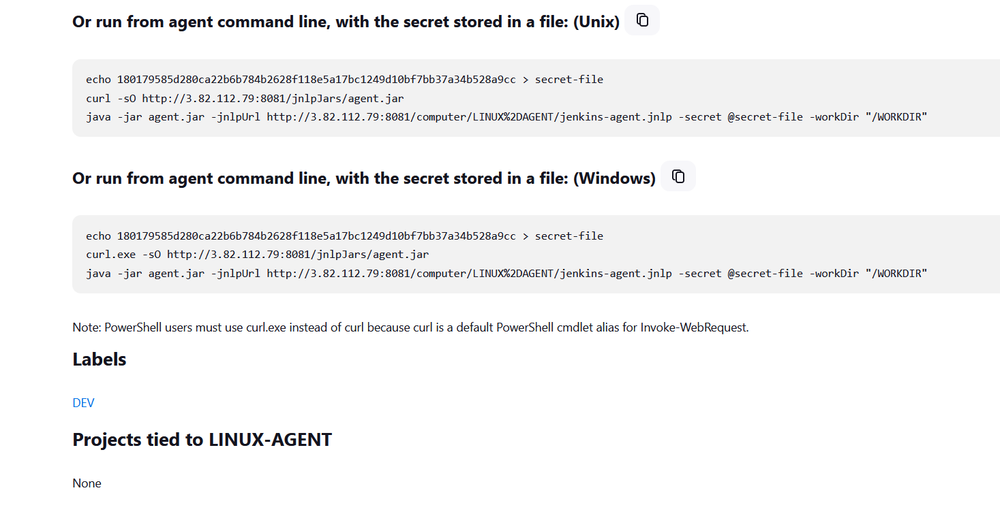 Or run from agent command line, with the secret stored in a file: (Unix)
echo 180179585d280ca22b6b784b2628f118e5a17bc1249d10bf7bb37a34b528a9cc > secret-file
curl -sO http://3.82.112.79:8081/jnlpJars/agent.jar
java -jar agent.jar -jnlpUrl http://3.82.112.79:8081/computer/LINUX%2DAGENT/jenkins-agent.jnlp -secret @secret-file -workDir "/WORKDIR"
Or run from agent command line, with the secret stored in a file: (Windows)
echo 180179585d280ca22b6b784b2628f118e5a17bc1249d10bf7bb37a34b528a9cc > secret-file
curl.exe -sO http://3.82.112.79:8081/jnlpJars/agent.jar
java -jar agent.jar -jnlpUrl http://3.82.112.79:8081/computer/LINUX%2DAGENT/jenkins-agent.jnlp -secret @secret-file -workDir "/WORKDIR"
Note: PowerShell users must use curl.exe instead of curl because curl is a default PowerShell cmdlet alias for Invoke-WebRequest.
Labels
DEV
Projects tied to LINUX-AGENT
None